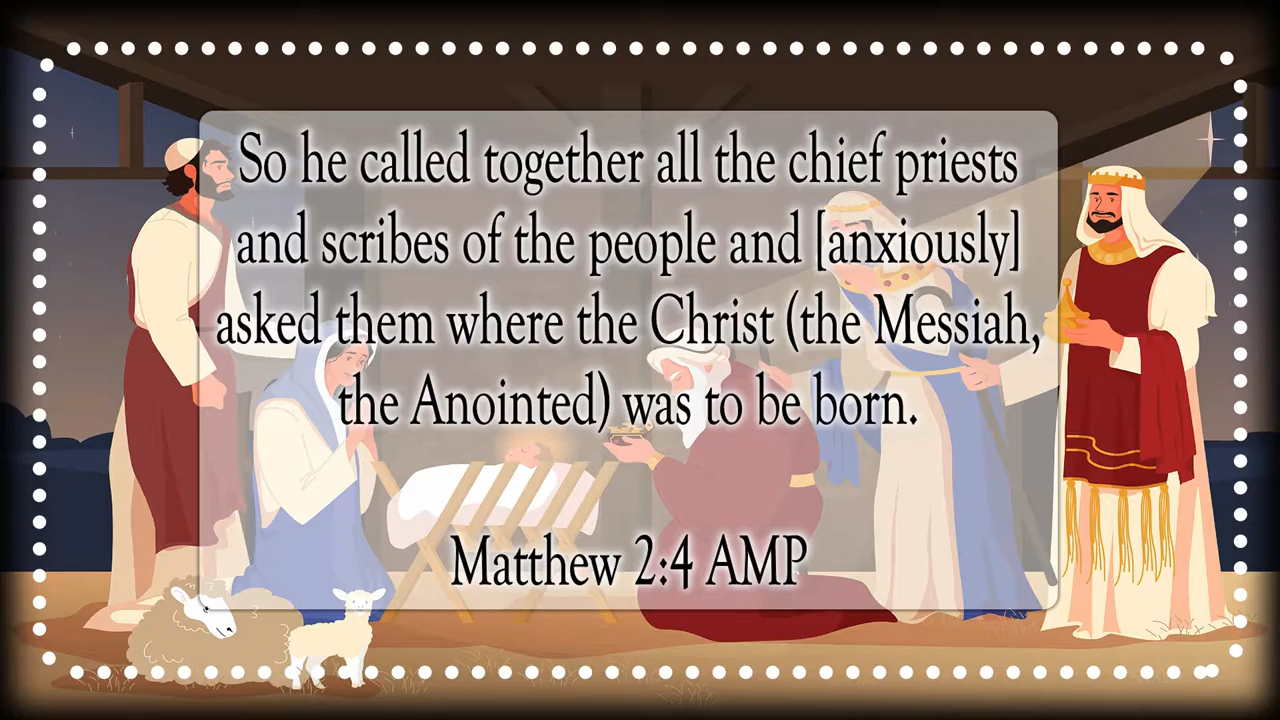 So he called together all the chief priests
and scribes of the people and [anxiously]
asked them where the Christ (the Messiah,
the Anointed) was to be born.
Matthew 2:4 AMP